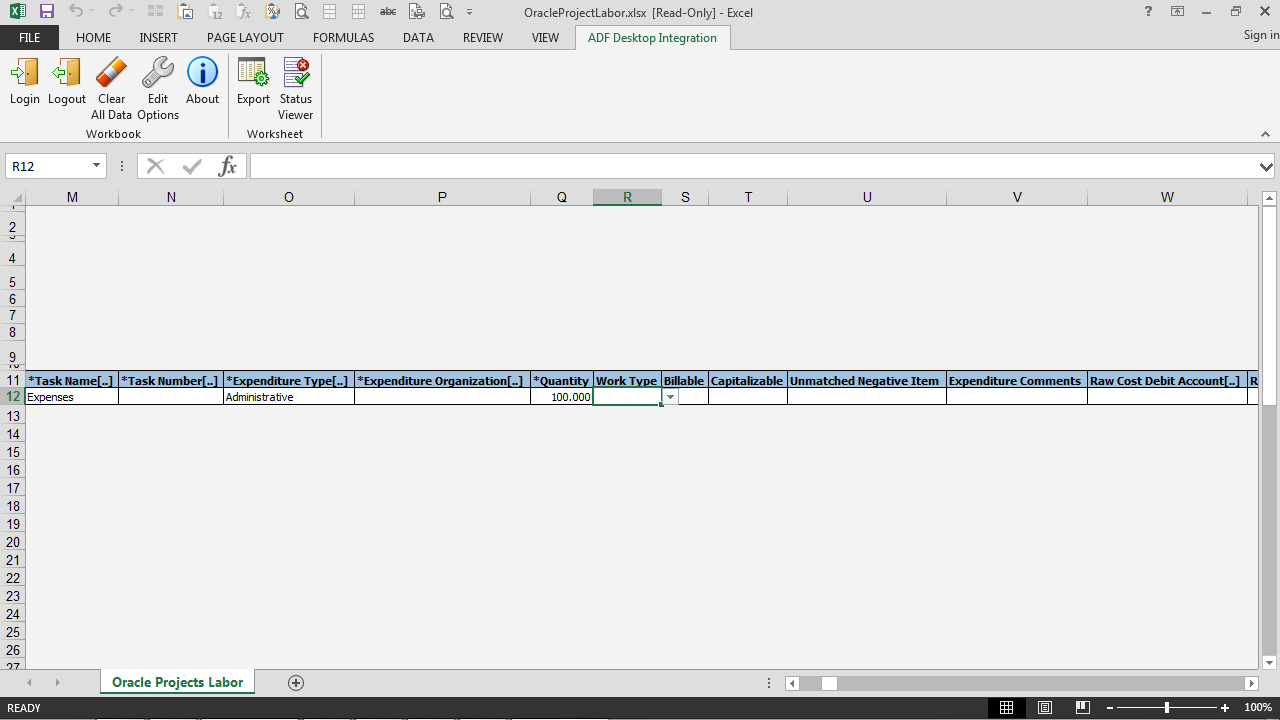 OracleProjectLabor.xlsx [Read-Only] - Excel
FILE HOME INSERT PAGE LAYOUT FORMULAS DATA REVIEW VIEW ADF Desktop Integration Sign in
Login Logout Clear All Data Edit Options About Export Status Viewer
Workbook Worksheet
R12
M N O P Q R S T U V W
2
4
5
6
7
8
9
11 *Task Name[..] *Task Number[..] *Expenditure Type[..] *Expenditure Organization[..] *Quantity Work Type Billable Capitalizable Unmatched Negative Item Expenditure Comments Raw Cost Debit Account[..] R
12 Expenses Administrative 100.000
13
14
15
16
17
18
19
20
21
22
23
24
25
26
27
Oracle Projects Labor
READY 100%